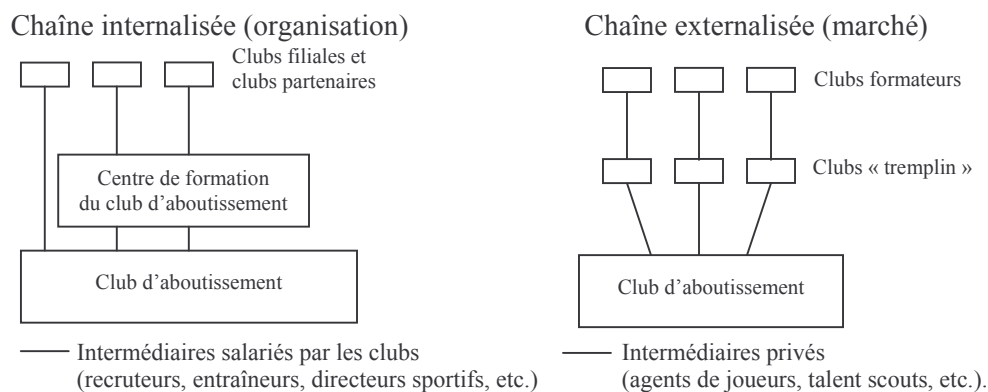 Chaîne internalisée (organisation)
Clubs filiales et
clubs partenaires
Centre de formation
du club d'aboutissement
Club d'aboutissement
Intermédiaires salariés par les clubs
(recruteurs, entraîneurs, directeurs sportifs, etc.)
Chaîne externalisée (marché)
Clubs formateurs
Clubs « tremplin »
Club d'aboutissement
Intermédiaires privés
(agents de joueurs, talent scouts, etc.).